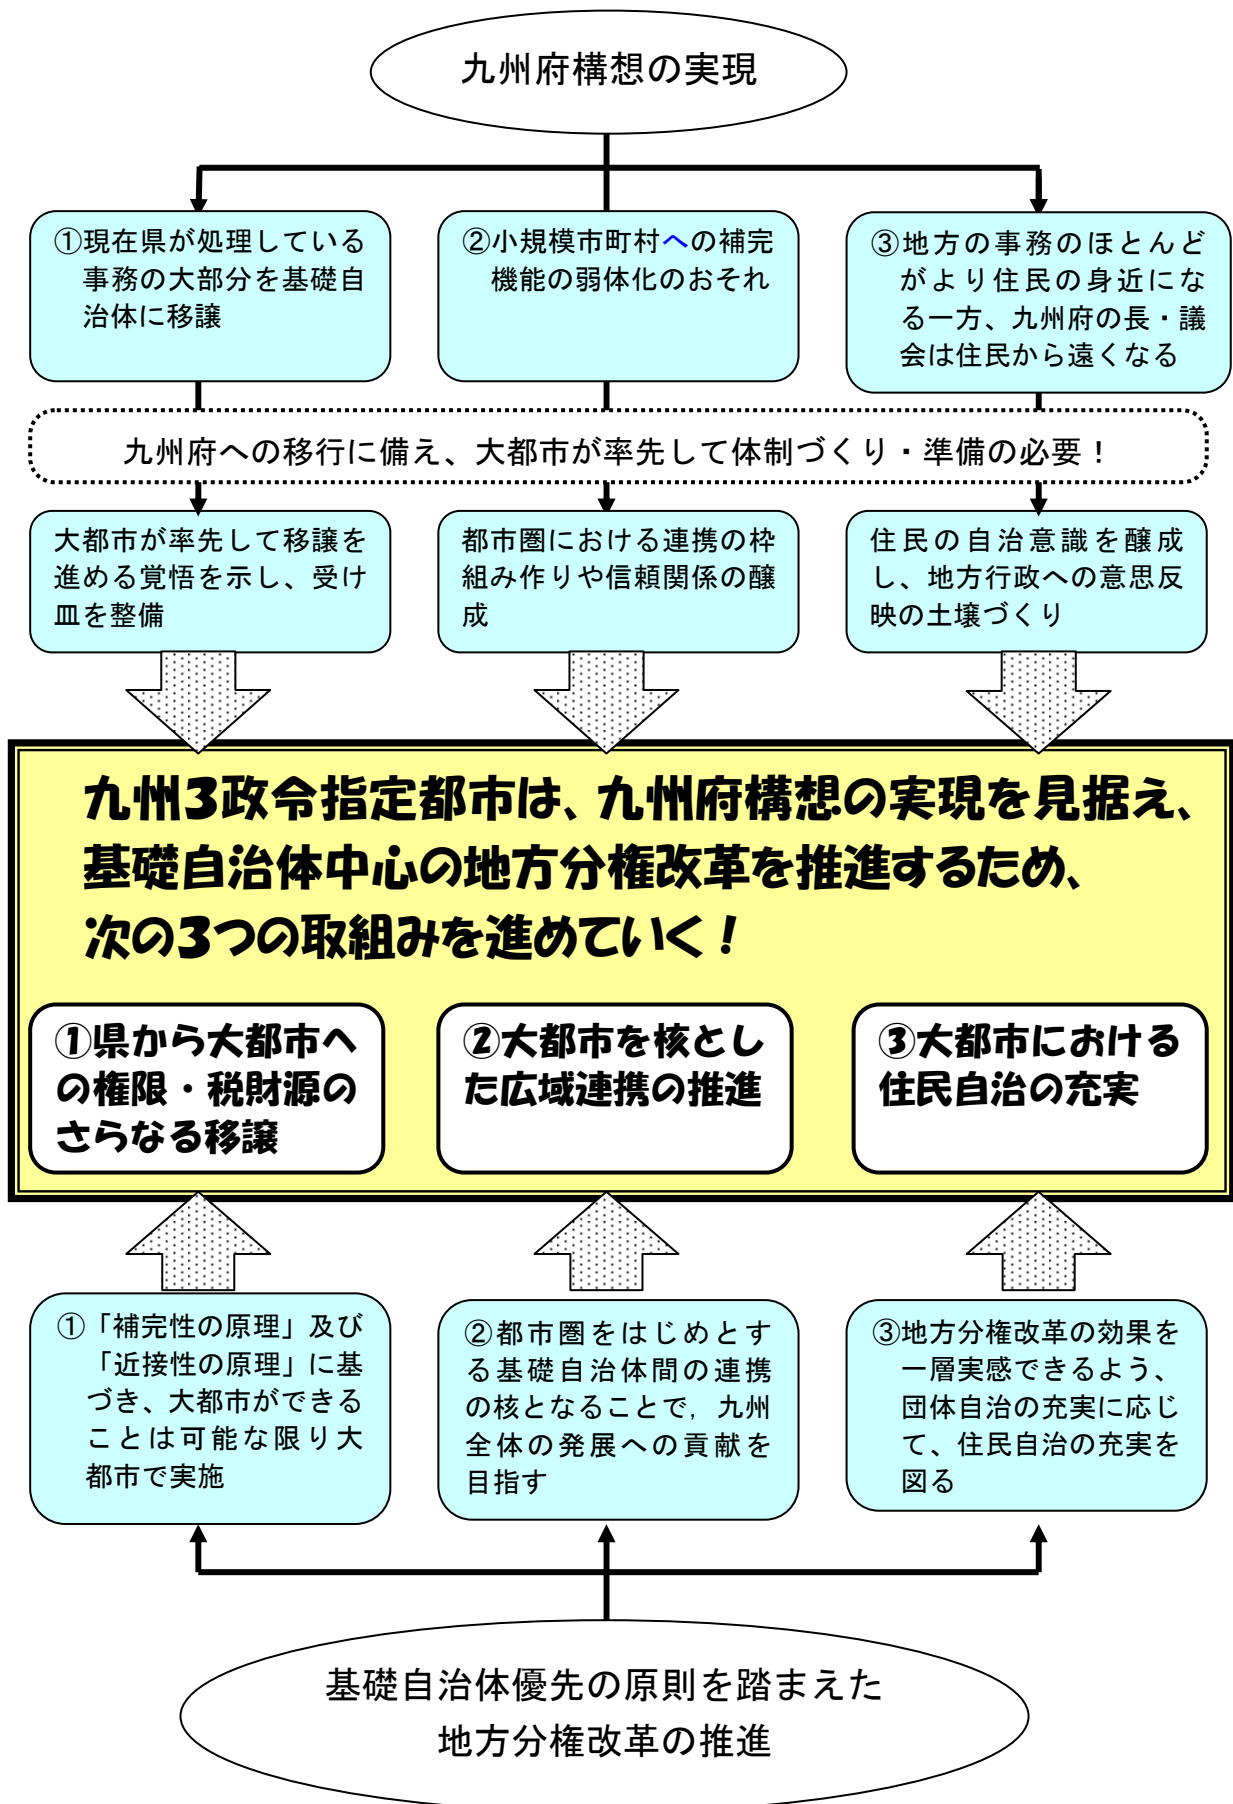 九州府構想の実現
①現在県が処理している
事務の大部分を基礎自
治体に移譲
②小規模市町村への補完
機能の弱体化のおそれ
③地方の事務のほとんど
がより住民の身近にな
る一方、九州府の長・議
会は住民から遠くなる
九州府への移行に備え、大都市が率先して体制づくり・準備の必要！
大都市が率先して移譲を
進める覚悟を示し、受け
皿を整備
都市圏における連携の枠
組み作りや信頼関係の醸
成
住民の自治意識を醸成
し、地方行政への意思反
映の土壌づくり
九州3政令指定都市は、九州府構想の実現を見据え、
基礎自治体中心の地方分権改革を推進するため、
次の3つの取組みを進めていく！
①県から大都市へ
の権限・税財源の
さらなる移譲
②大都市を核とし
た広域連携の推進
③大都市における
住民自治の充実
①「補完性の原理」及び
「近接性の原理」に基
づき、大都市ができる
ことは可能な限り大
都市で実施
②都市圏をはじめとす
る基礎自治体間の連携
の核となることで，九州
全体の発展への貢献を
目指す
③地方分権改革の効果を
一層実感できるよう、
団体自治の充実に応じ
て、住民自治の充実を
図る
基礎自治体優先の原則を踏まえた
地方分権改革の推進